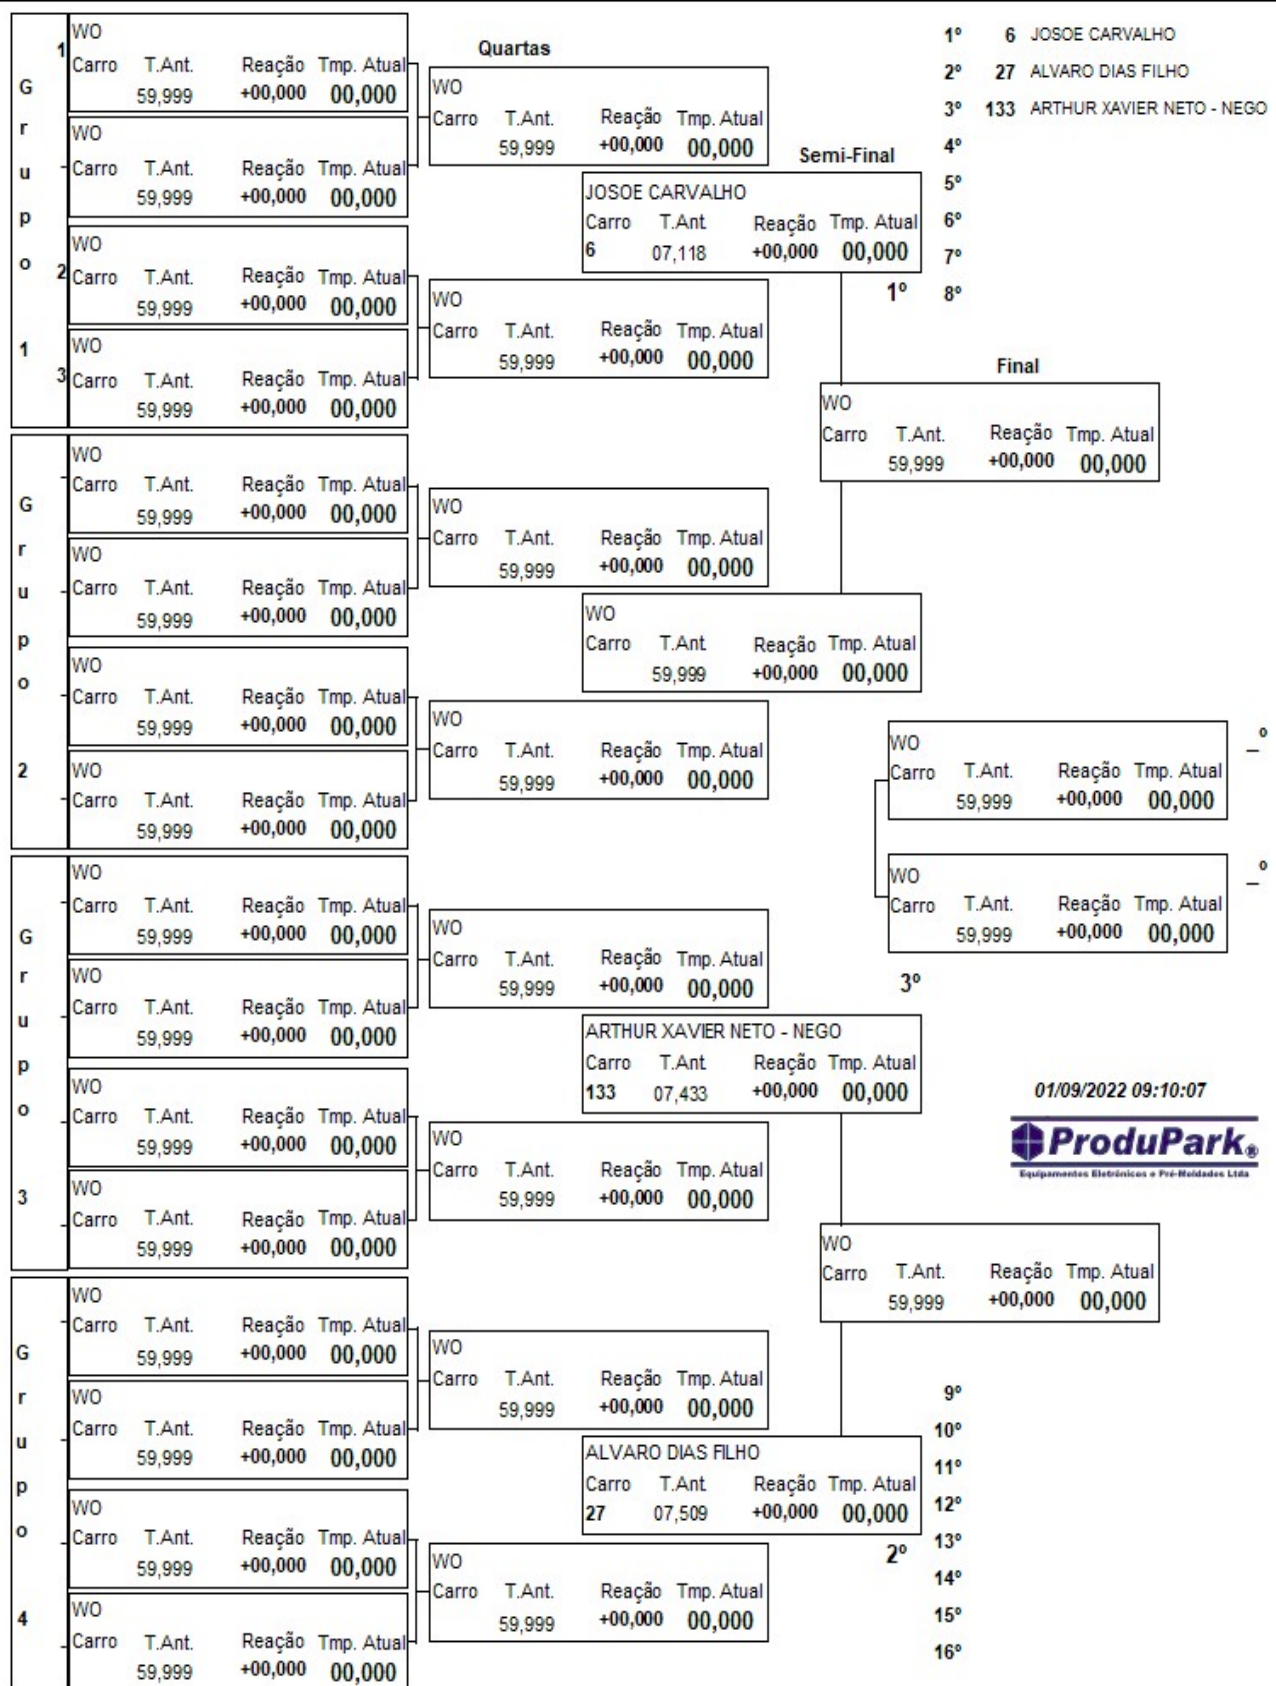 WO
1
Carro T.Ant. Reação Tmp. Atual
59,999 +00,000 00,000
WO
Carro T.Ant. Reação Tmp. Atual
59,999 +00,000 00,000
WO
2
Carro T.Ant. Reação Tmp. Atual
59,999 +00,000 00,000
WO
3
Carro T.Ant. Reação Tmp. Atual
59,999 +00,000 00,000
Grupo 1
WO
Carro T.Ant. Reação Tmp. Atual
59,999 +00,000 00,000
WO
Carro T.Ant. Reação Tmp. Atual
59,999 +00,000 00,000
WO
Carro T.Ant. Reação Tmp. Atual
59,999 +00,000 00,000
WO
Carro T.Ant. Reação Tmp. Atual
59,999 +00,000 00,000
Grupo 2
WO
Carro T.Ant. Reação Tmp. Atual
59,999 +00,000 00,000
WO
Carro T.Ant. Reação Tmp. Atual
59,999 +00,000 00,000
WO
Carro T.Ant. Reação Tmp. Atual
59,999 +00,000 00,000
WO
Carro T.Ant. Reação Tmp. Atual
59,999 +00,000 00,000
Grupo 3
WO
Carro T.Ant. Reação Tmp. Atual
59,999 +00,000 00,000
WO
Carro T.Ant. Reação Tmp. Atual
59,999 +00,000 00,000
WO
Carro T.Ant. Reação Tmp. Atual
59,999 +00,000 00,000
WO
Carro T.Ant. Reação Tmp. Atual
59,999 +00,000 00,000
Grupo 4
Quartas
WO
Carro T.Ant. Reação Tmp. Atual
59,999 +00,000 00,000
WO
Carro T.Ant. Reação Tmp. Atual
59,999 +00,000 00,000
WO
Carro T.Ant. Reação Tmp. Atual
59,999 +00,000 00,000
WO
Carro T.Ant. Reação Tmp. Atual
59,999 +00,000 00,000
WO
Carro T.Ant. Reação Tmp. Atual
59,999 +00,000 00,000
WO
Carro T.Ant. Reação Tmp. Atual
59,999 +00,000 00,000
WO
Carro T.Ant. Reação Tmp. Atual
59,999 +00,000 00,000
WO
Carro T.Ant. Reação Tmp. Atual
59,999 +00,000 00,000
Semi-Final
JOSOE CARVALHO
Carro T.Ant Reação Tmp. Atual
6 07,118 +00,000 00,000
1º
WO
Carro T.Ant Reação Tmp. Atual
59,999 +00,000 00,000
ARTHUR XAVIER NETO - NEGO
Carro T.Ant Reação Tmp. Atual
133 07,433 +00,000 00,000
ALVARO DIAS FILHO
Carro T.Ant Reação Tmp. Atual
27 07,509 +00,000 00,000
2º
1º 6 JOSOE CARVALHO
2º 27 ALVARO DIAS FILHO
3º 133 ARTHUR XAVIER NETO - NEGO
4º
5º
6º
7º
8º
Final
WO
Carro T.Ant. Reação Tmp. Atual
59,999 +00,000 00,000
WO
Carro T.Ant. Reação Tmp. Atual
59,999 +00,000 00,000
_º
WO
Carro T.Ant. Reação Tmp. Atual
59,999 +00,000 00,000
_º
3º
01/09/2022 09:10:07
ProduPark®
Equipamentos Eletrônicos e Pré-Moldados Ltda
WO
Carro T.Ant. Reação Tmp. Atual
59,999 +00,000 00,000
9º
10º
11º
12º
13º
14º
15º
16º